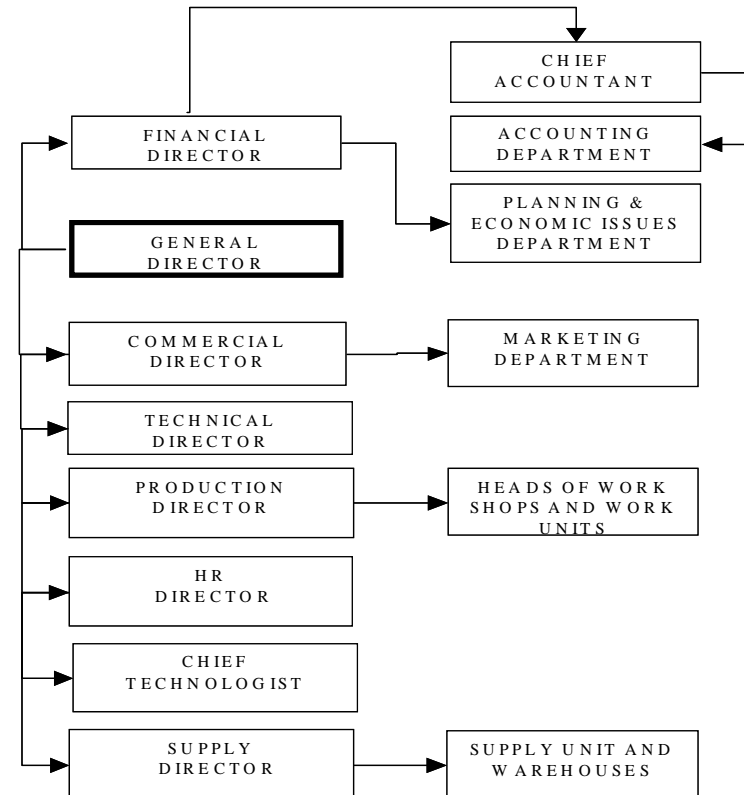 CHIEF
ACCOUNTANT
FINANCIAL
DIRECTOR
ACCOUNTING
DEPARTMENT
PLANNING &
ECONOMIC ISSUES
DEPARTMENT
GENERAL
DIRECTOR
COMMERCIAL
DIRECTOR
MARKETING
DEPARTMENT
TECHNICAL
DIRECTOR
PRODUCTION
DIRECTOR
HEADS OF WORK
SHOPS AND WORK
UNITS
HR
DIRECTOR
CHIEF
TECHNOLOGIST
SUPPLY
DIRECTOR
SUPPLY UNIT AND
WAREHOUSES